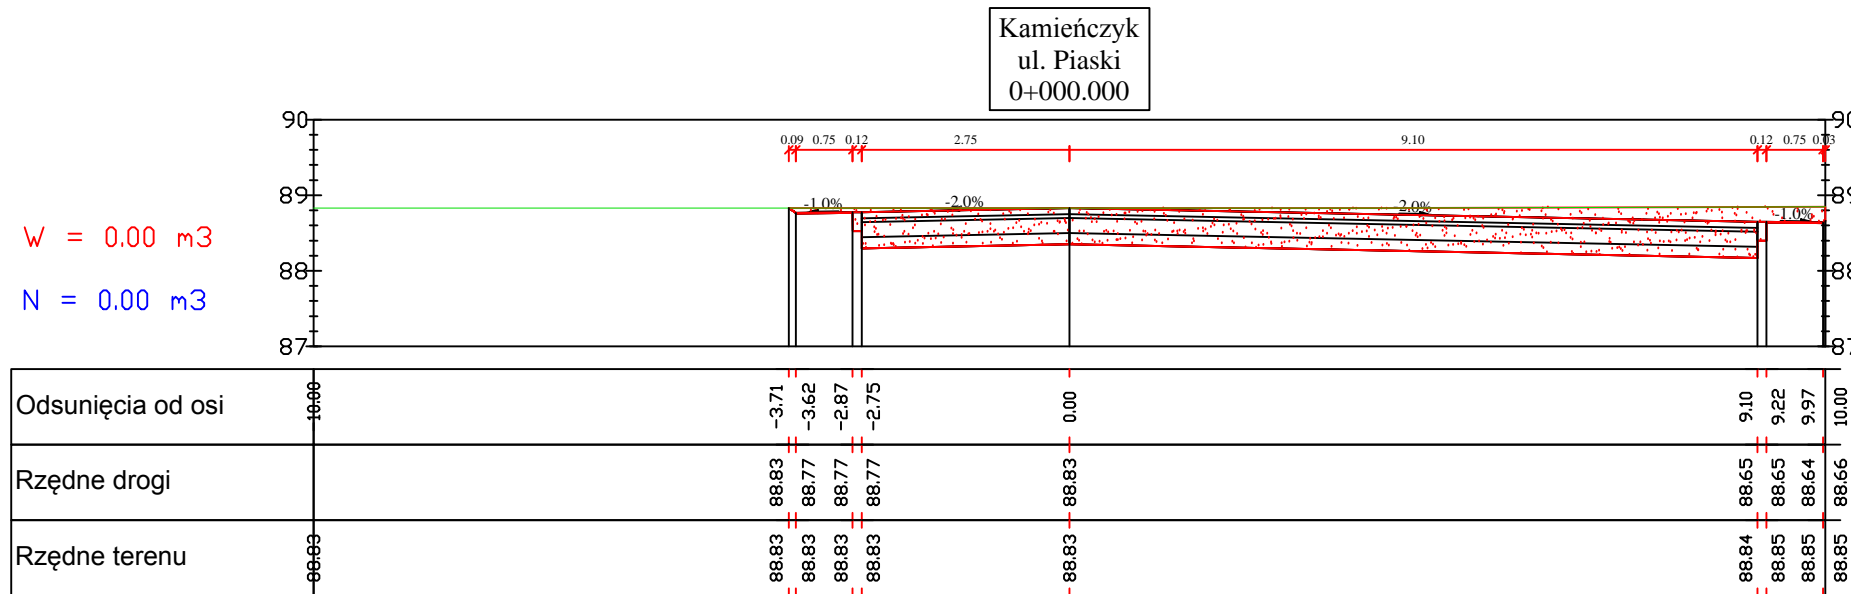 Kamieńczyk
ul. Piaski
0+000.000
90 90
0.09 0.75 0.12 2.75 9.10 0.12 0.75 0.03
89 89
-1.0% -2.0% -2.0% -1.0%
W = 0.00 m3
88 88
N = 0.00 m3
87 87
Odsunięcia od osi -10.00 -3.71 -3.62 -2.87 -2.75 0.00 9.10 9.22 9.97 10.00
Rzędne drogi 88.83 88.77 88.77 88.77 88.83 88.65 88.65 88.64 88.66
Rzędne terenu 88.83 88.83 88.83 88.83 88.83 88.83 88.84 88.85 88.85 88.85